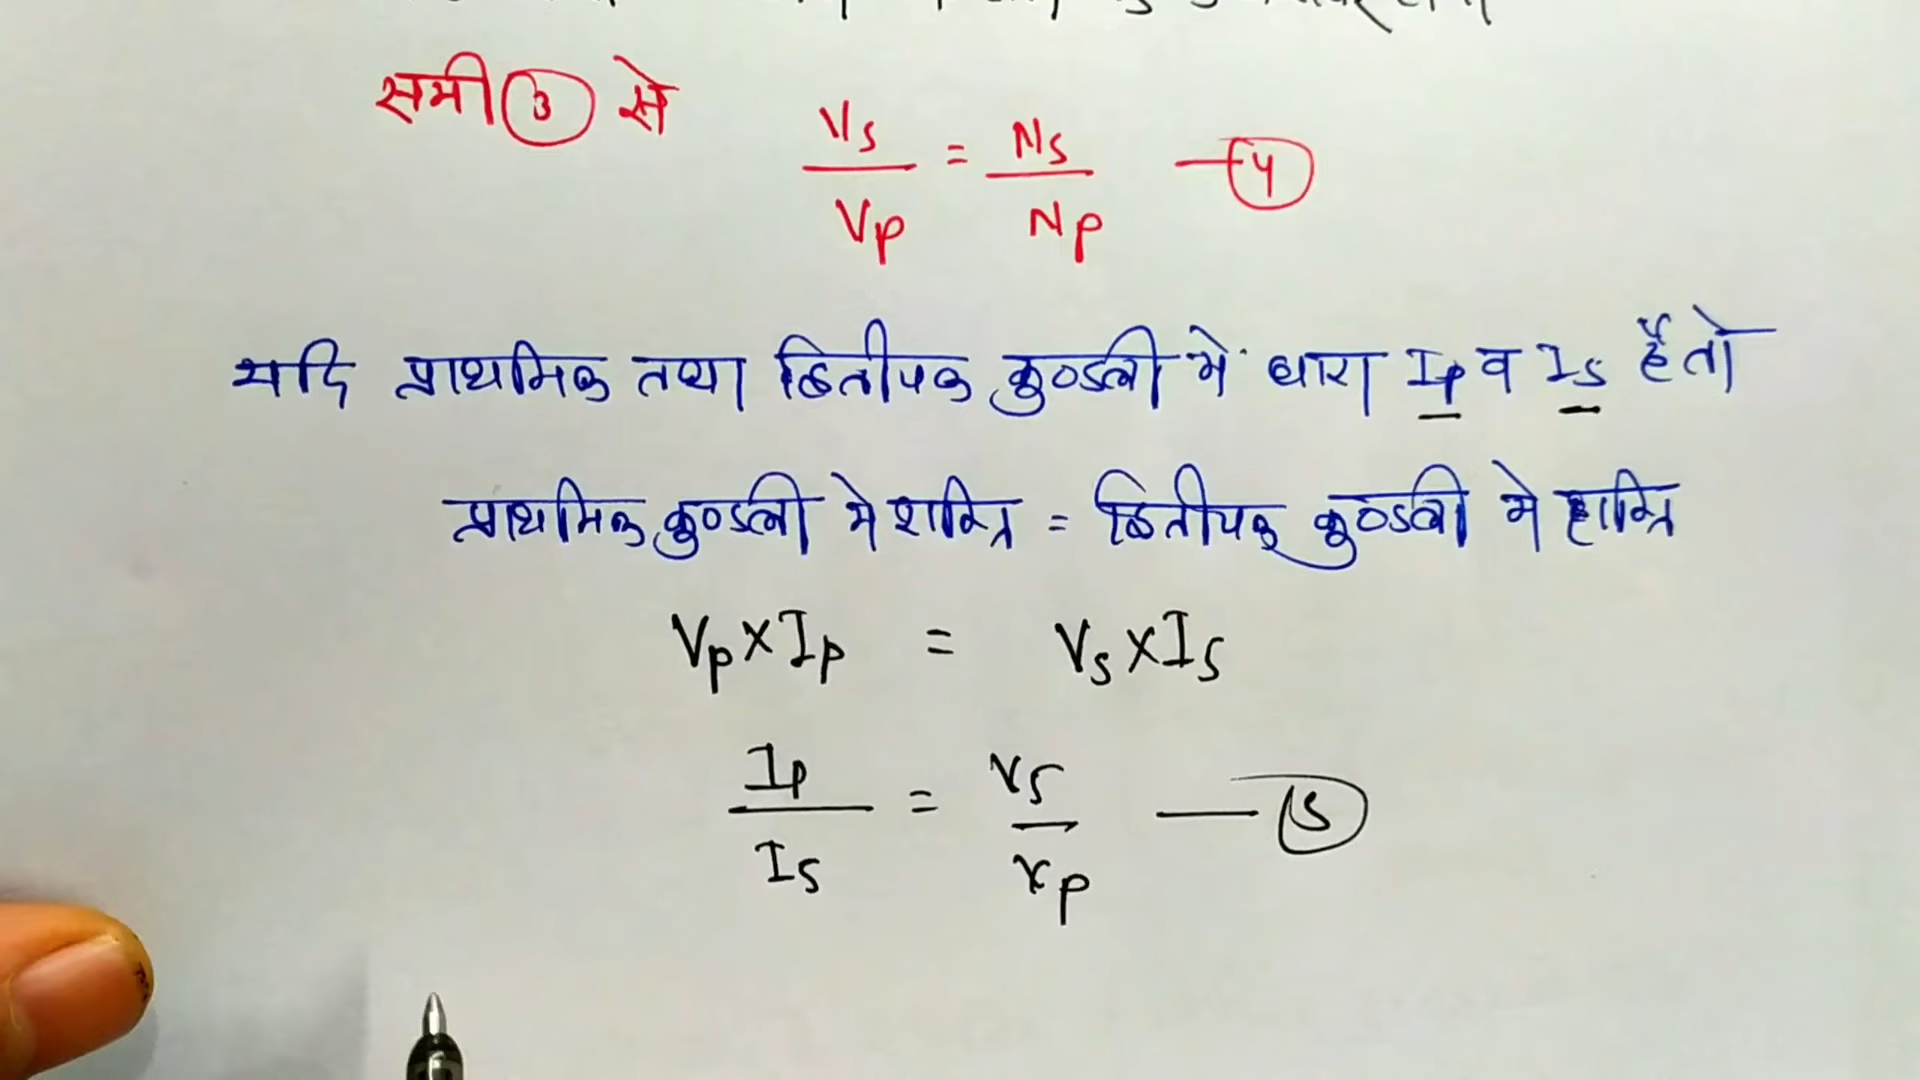 समी ③ से
Vs/Vp = Ns/Np —④
यदि प्राथमिक तथा द्वितीयक कुण्डली में धारा Ip व Is है तो
प्राथमिक कुण्डली मे शक्ति = द्वितीयक कुण्डली मे शक्ति
Vp×Ip = Vs×Is
Ip/Is = Vs/Vp —⑤